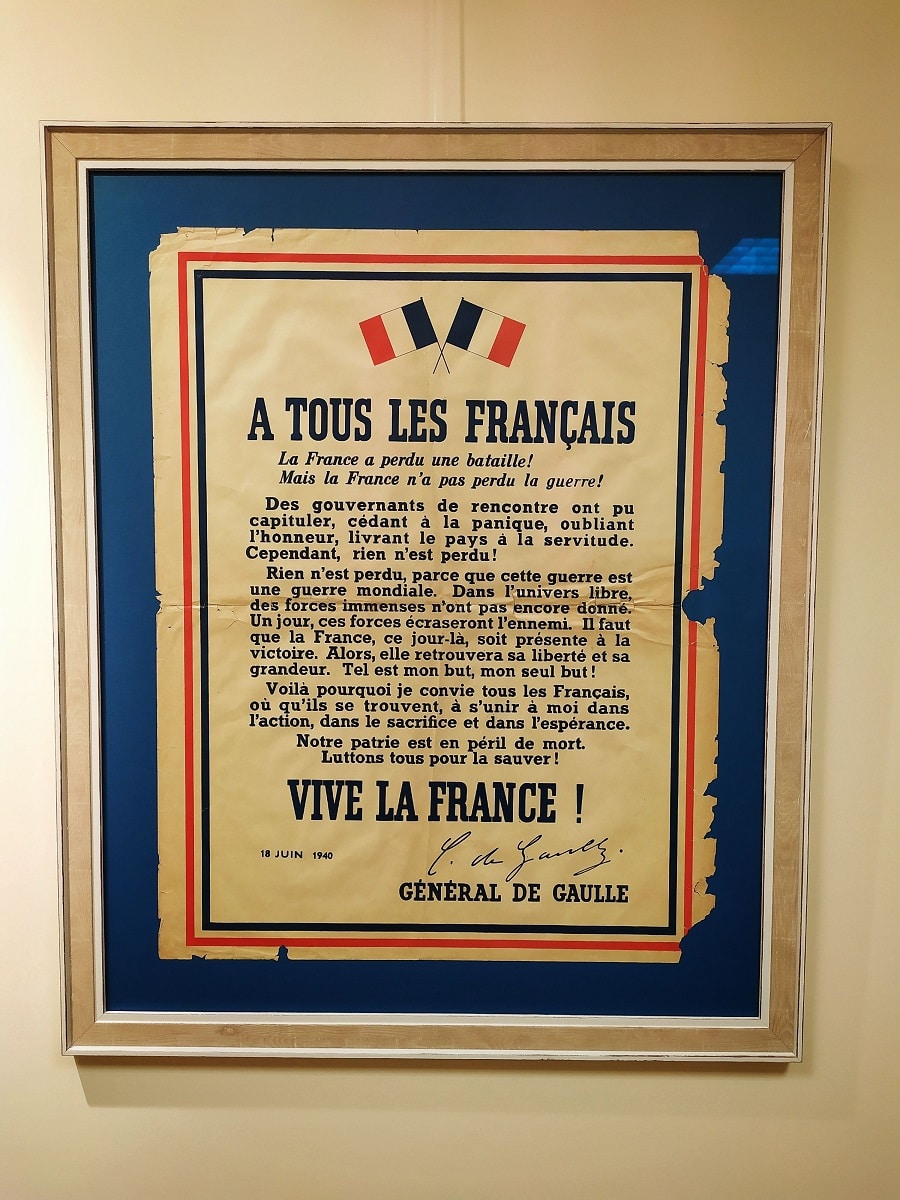 A TOUS LES FRANÇAIS
La France a perdu une bataille!
Mais la France n'a pas perdu la guerre!
Des gouvernants de rencontre ont pu
capituler, cédant à la panique, oubliant
l'honneur, livrant le pays à la servitude.
Cependant, rien n'est perdu!
Rien n'est perdu, parce que cette guerre est
une guerre mondiale. Dans l'univers libre,
des forces immenses n'ont pas encore donné.
Un jour, ces forces écraseront l'ennemi. Il faut
que la France, ce jour-là, soit présente à la
victoire. Alors, elle retrouvera sa liberté et sa
grandeur. Tel est mon but, mon seul but!
Voilà pourquoi je convie tous les Français,
où qu'ils se trouvent, à s'unir à moi dans
l'action, dans le sacrifice et dans l'espérance.
Notre patrie est en péril de mort.
Luttons tous pour la sauver!
VIVE LA FRANCE !
18 JUIN 1940
C. de Gaulle.
GÉNÉRAL DE GAULLE